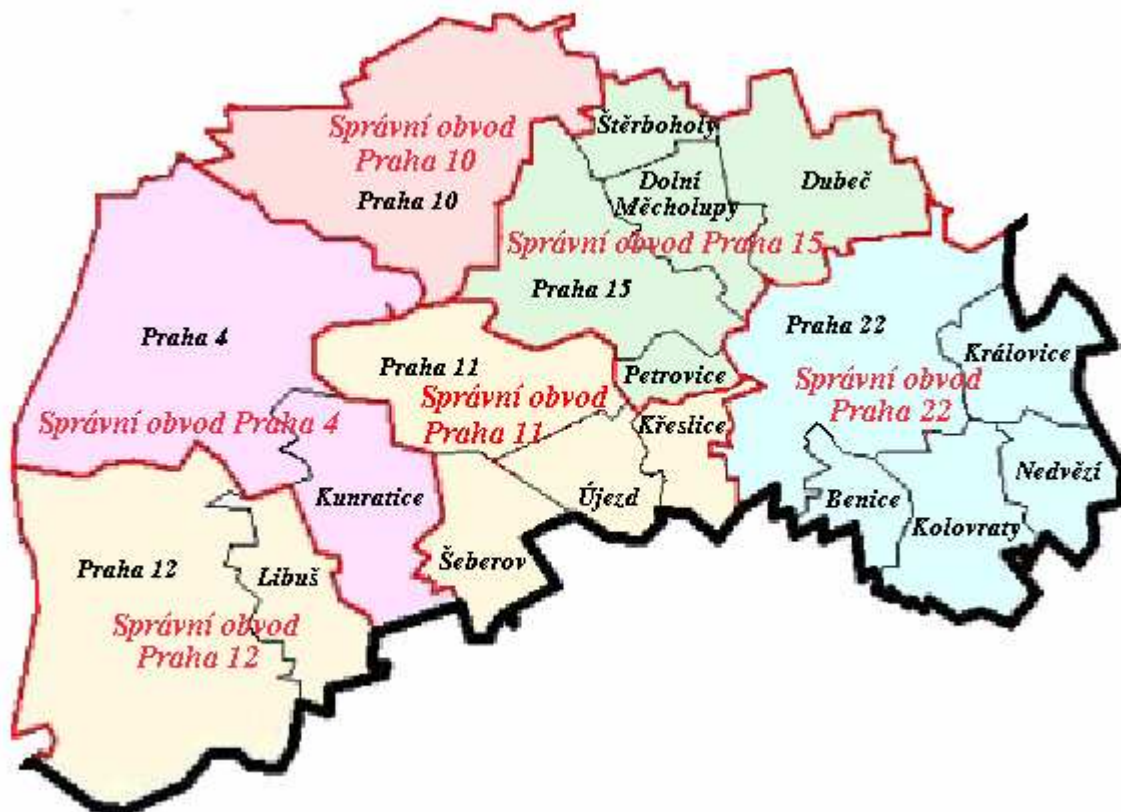 Správní obvod
Praha 10
Praha 10
Štěrboholy
Dolní
Měcholupy
Dubeč
Správní obvod Praha 15
Praha 15
Petrovice
Praha 4
Správní obvod Praha 4
Kunratice
Praha 11
Správní obvod
Praha 11
Křeslice
Újezd
Šeberov
Praha 22
Správní obvod
Praha 22
Královice
Nedvězí
Benice
Kolovraty
Praha 12
Libuš
Správní obvod
Praha 12